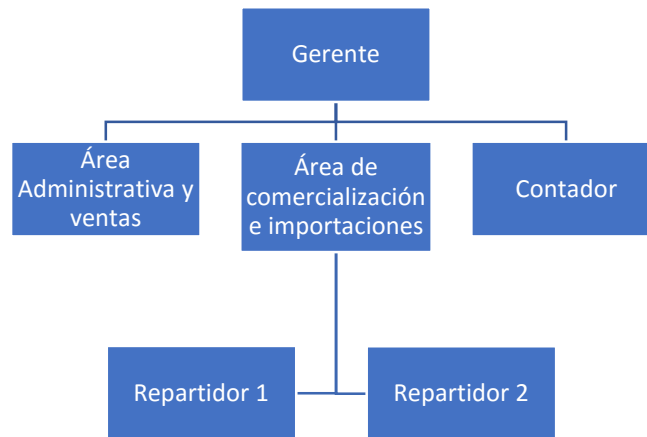 Gerente
Área
Administrativa y
ventas
Área de
comercialización
e importaciones
Contador
Repartidor 1
Repartidor 2